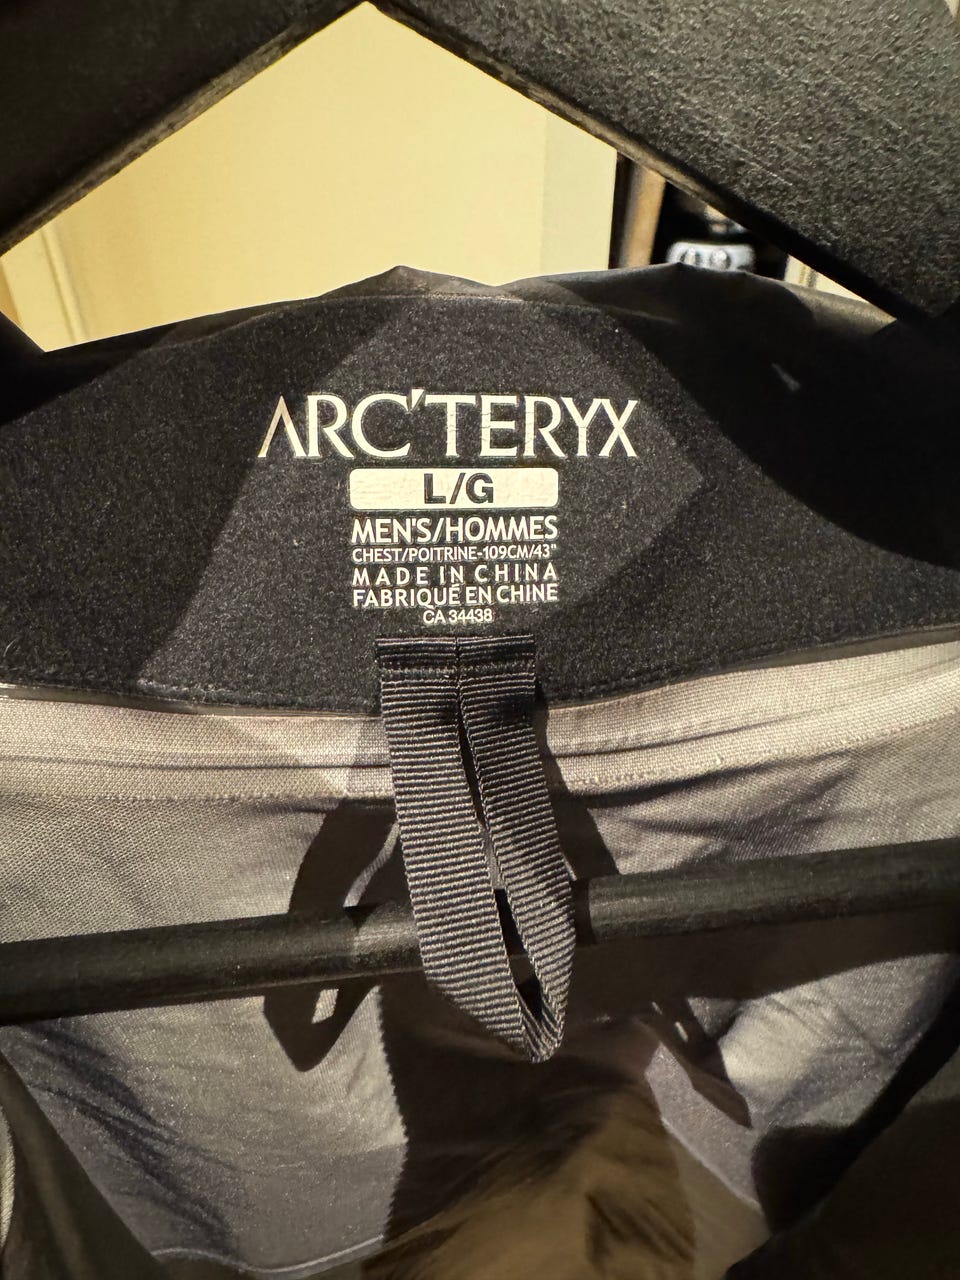 ARC'TERYX
L/G
MEN'S/HOMMES
CHEST/POITRINE-109CM/43"
MADE IN CHINA
FABRIQUÉ EN CHINE
CA 34438